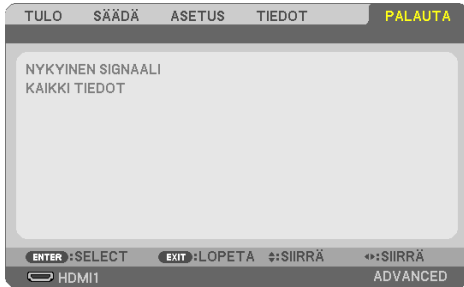 TULO SÄÄDÄ ASETUS TIEDOT PALAUTA
NYKYINEN SIGNAALI
KAIKKI TIEDOT
ENTER :SELECT EXIT :LOPETA :SIIRRÄ :SIIRRÄ
HDMI1 ADVANCED